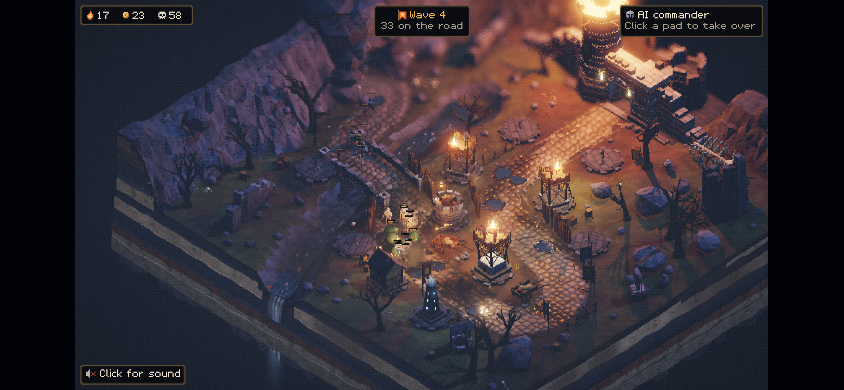 17 23 58
Wave 4
33 on the road
AI commander
Click a pad to take over
Click for sound